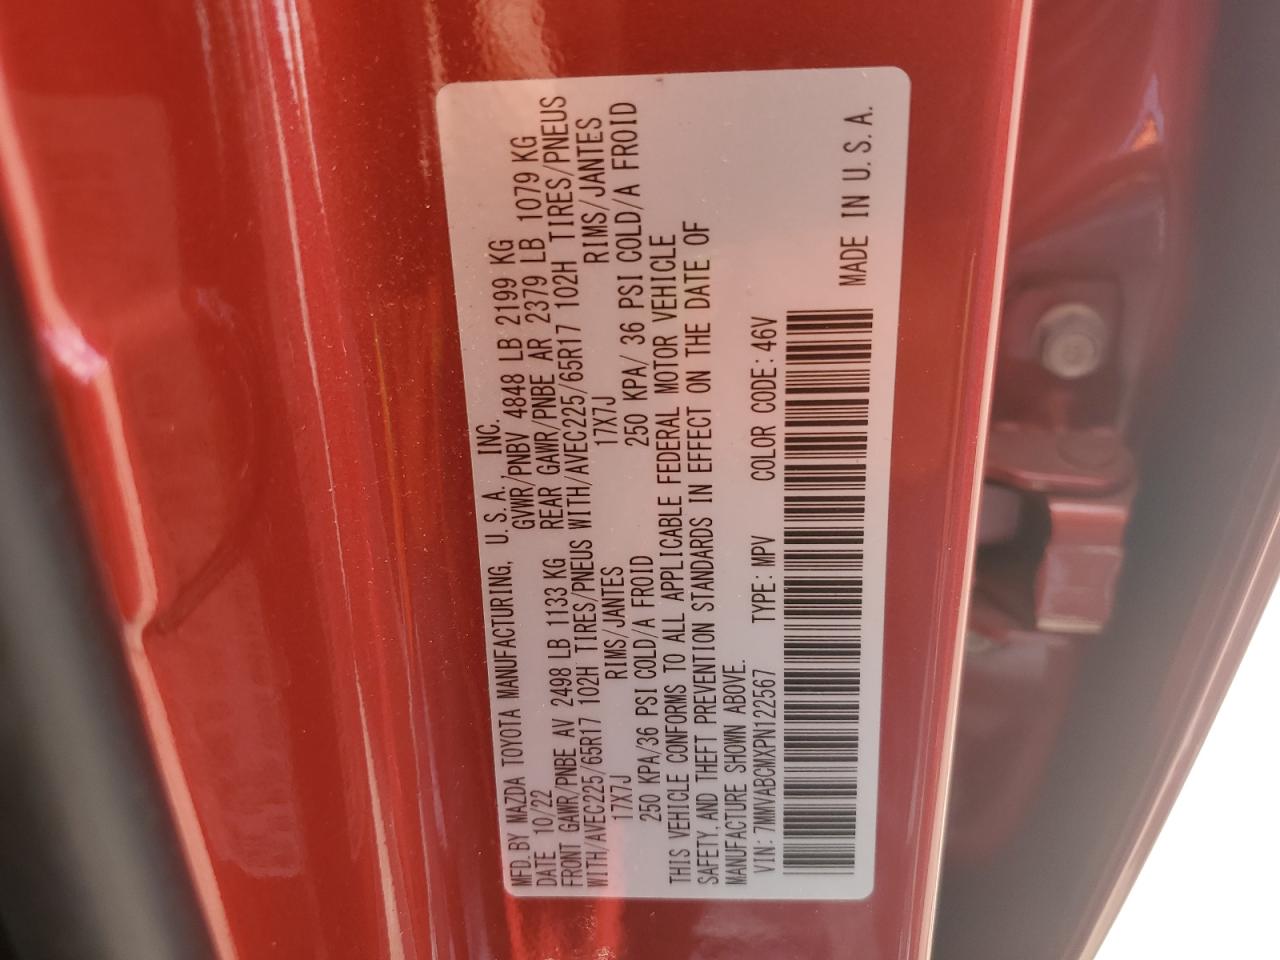 MFD. BY MAZDA TOYOTA MANUFACTURING, U.S.A., INC.
DATE 10/22 GVWR/PNBV 4848 LB 2199 KG
FRONT GAWR/PNBE AV 2498 LB 1133 KG REAR GAWR/PNBE AR 2379 LB 1079 KG
WITH/AVEC225/65R17 102H TIRES/PNEUS WITH/AVEC225/65R17 102H TIRES/PNEUS
17X7J RIMS/JANTES 17X7J RIMS/JANTES
250 KPA/36 PSI COLD/A FROID 250 KPA/ 36 PSI COLD/A FROID
THIS VEHICLE CONFORMS TO ALL APPLICABLE FEDERAL MOTOR VEHICLE
SAFETY, AND THEFT PREVENTION STANDARDS IN EFFECT ON THE DATE OF
MANUFACTURE SHOWN ABOVE.
VIN: 7MMVABCMXPN122567 TYPE: MPV COLOR CODE: 46V
MADE IN U.S.A.